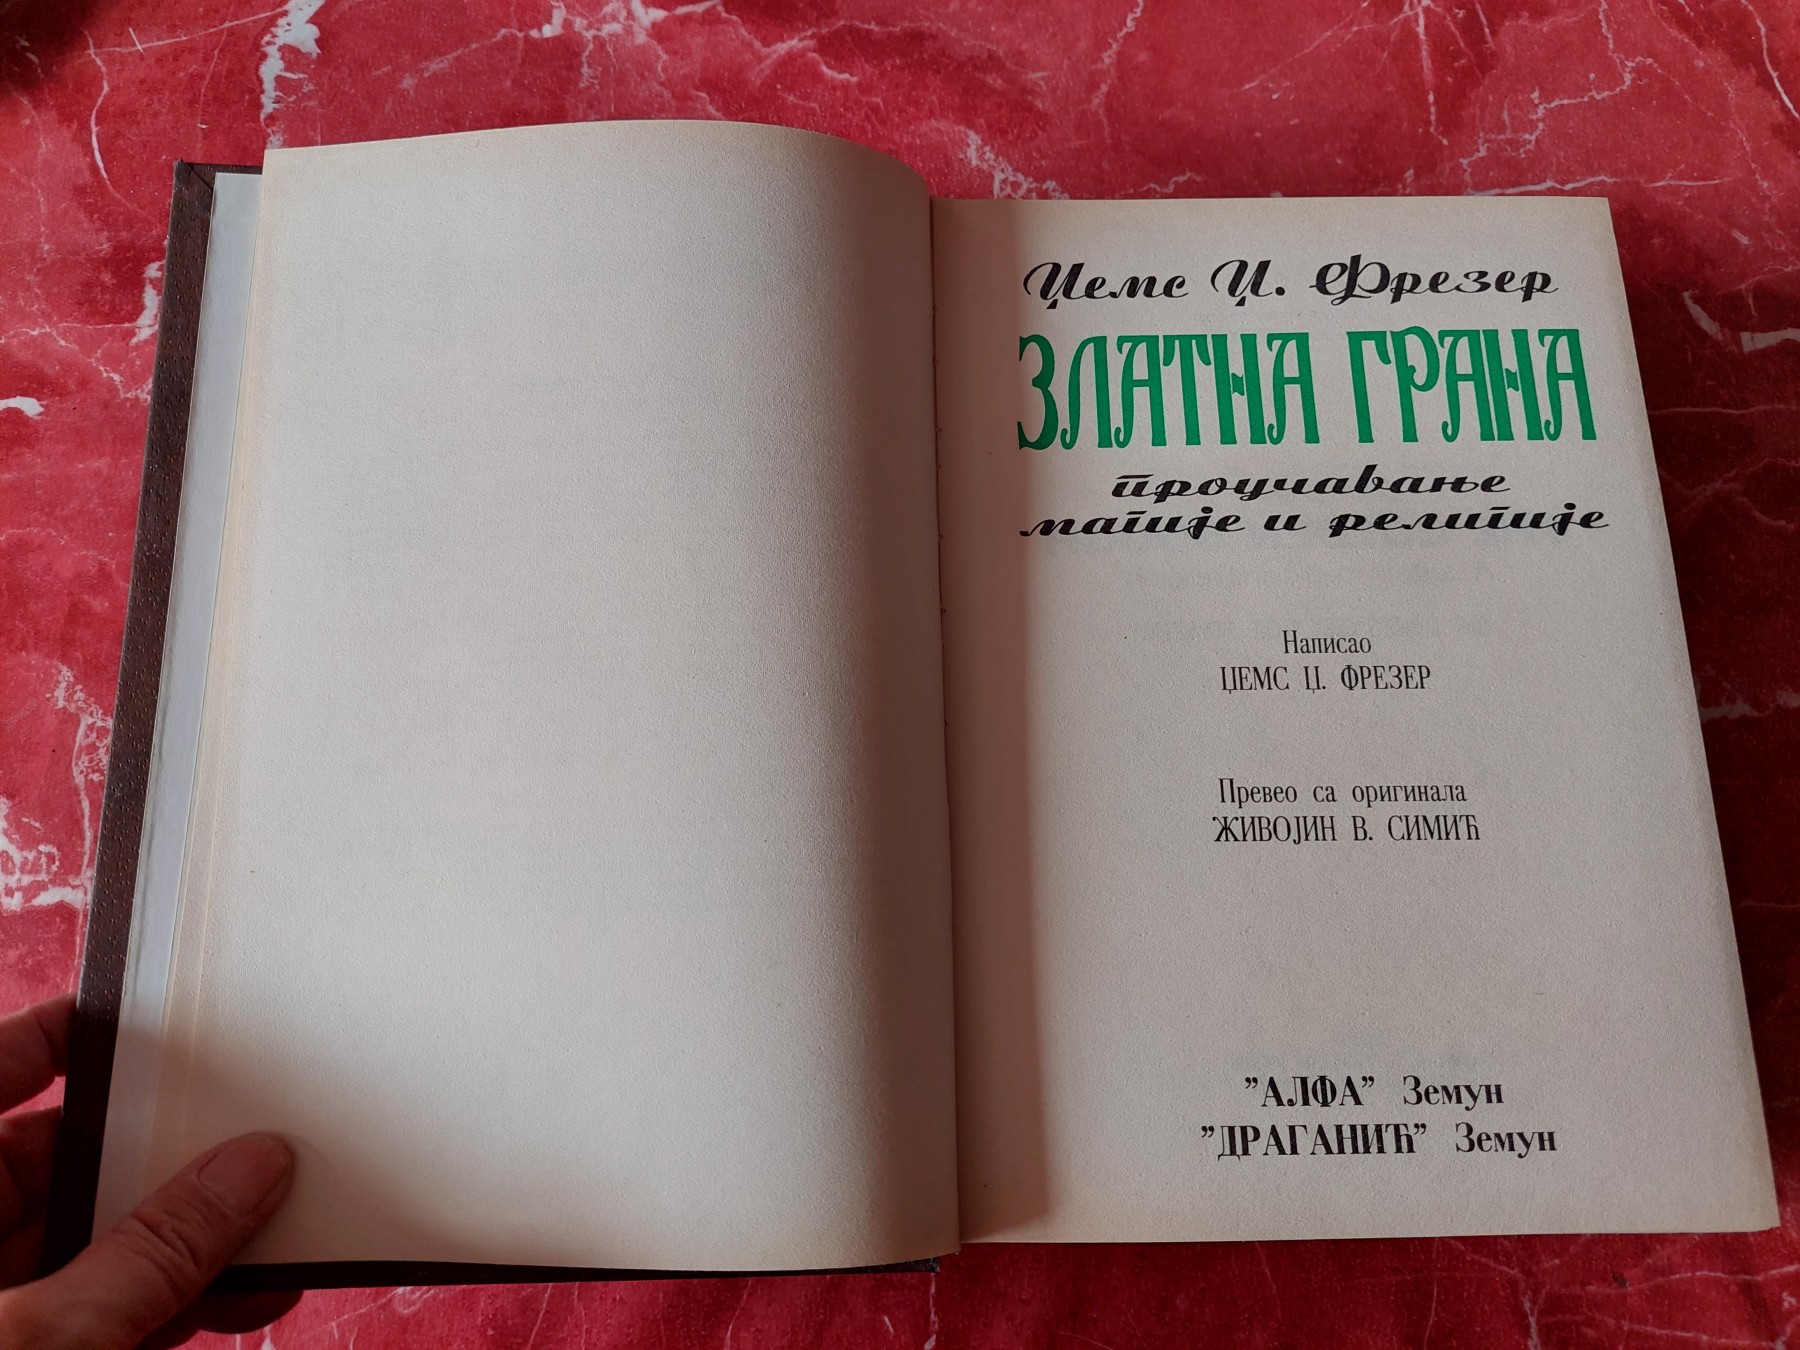 Џемс Џ. Фрезер
ЗЛАТНА ГРАНА
проучавање
магије и религије
Написао
ЏЕМС Џ. ФРЕЗЕР
Превео са оригинала
ЖИВОЈИН В. СИМИЋ
"АЛФА" Земун
"ДРАГАНИЋ" Земун